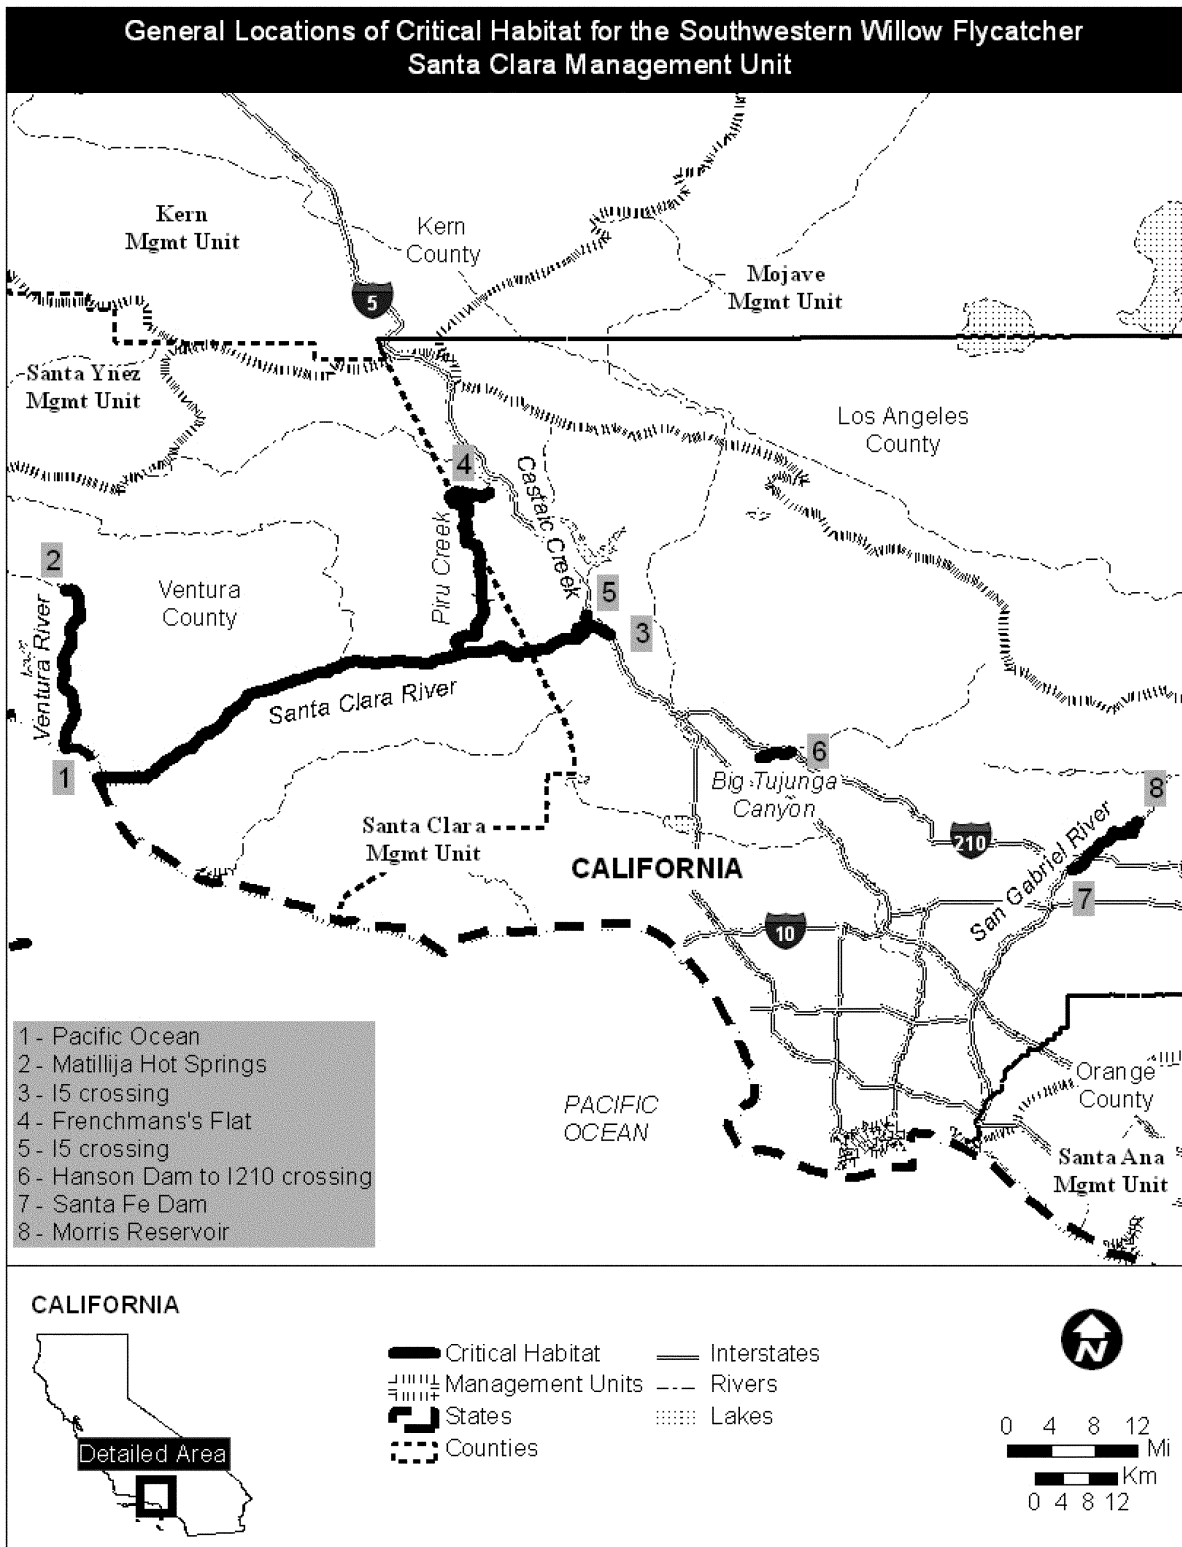 General Locations of Critical Habitat for the Southwestern Willow Flycatcher
Santa Clara Management Unit
Kern
Mgmt Unit
Kern
County
Mojave
Mgmt Unit
5
Santa Ynez
Mgmt Unit
Los Angeles
County
4
Castaic Creek
Piru Creek
2
Ventura
County
5
3
Ventura River
Santa Clara River
1
6
Big Tujunga
Canyon
8
Santa Clara
Mgmt Unit
210
CALIFORNIA
San Gabriel River
7
10
1 - Pacific Ocean
2 - Matillija Hot Springs
3 - I5 crossing
4 - Frenchmans's Flat
5 - I5 crossing
6 - Hanson Dam to I210 crossing
7 - Santa Fe Dam
8 - Morris Reservoir
PACIFIC
OCEAN
Orange
County
Santa Ana
Mgmt Unit
CALIFORNIA
Detailed Area
Critical Habitat
Management Units
States
Counties
Interstates
Rivers
Lakes
N
0 4 8 12
Mi
Km
0 4 8 12